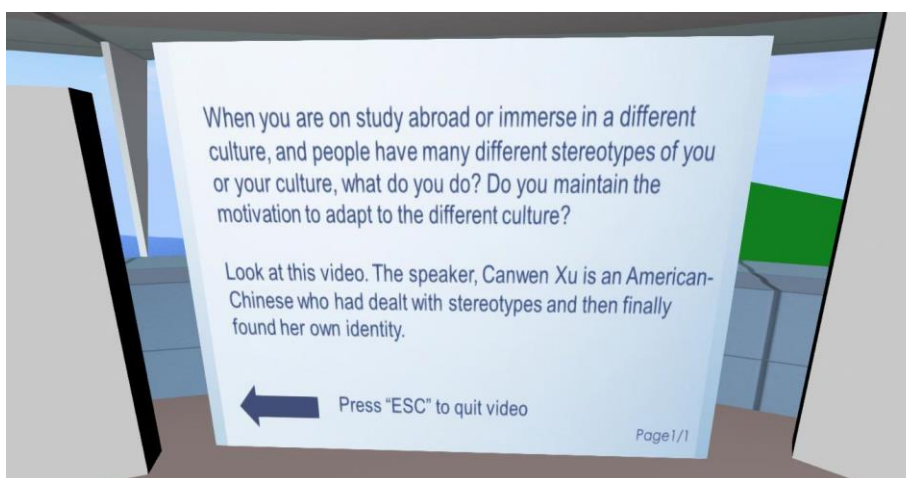 When you are on study abroad or immerse in a different
culture, and people have many different stereotypes of you
or your culture, what do you do? Do you maintain the
motivation to adapt to the different culture?
Look at this video. The speaker, Canwen Xu is an American-
Chinese who had dealt with stereotypes and then finally
found her own identity.
Press “ESC” to quit video
Page1/1